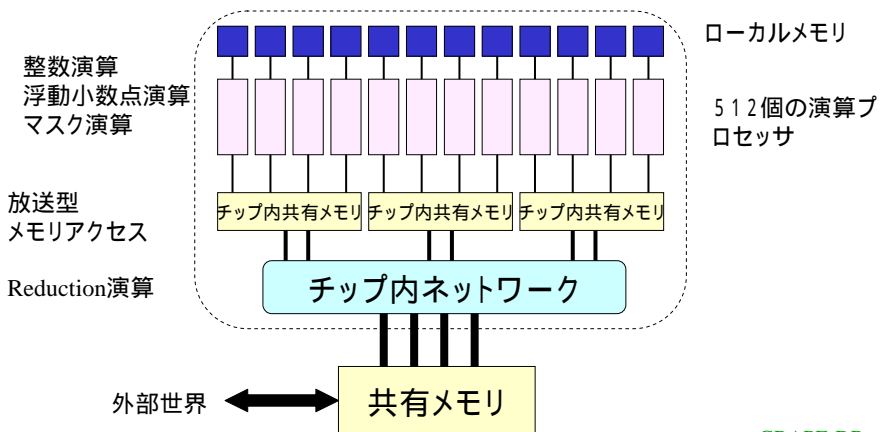 ローカルメモリ
整数演算
浮動小数点演算
マスク演算
５１２個の演算プ
ロセッサ
放送型
メモリアクセス
チップ内共有メモリ
チップ内共有メモリ
チップ内共有メモリ
Reduction演算
チップ内ネットワーク
外部世界
共有メモリ